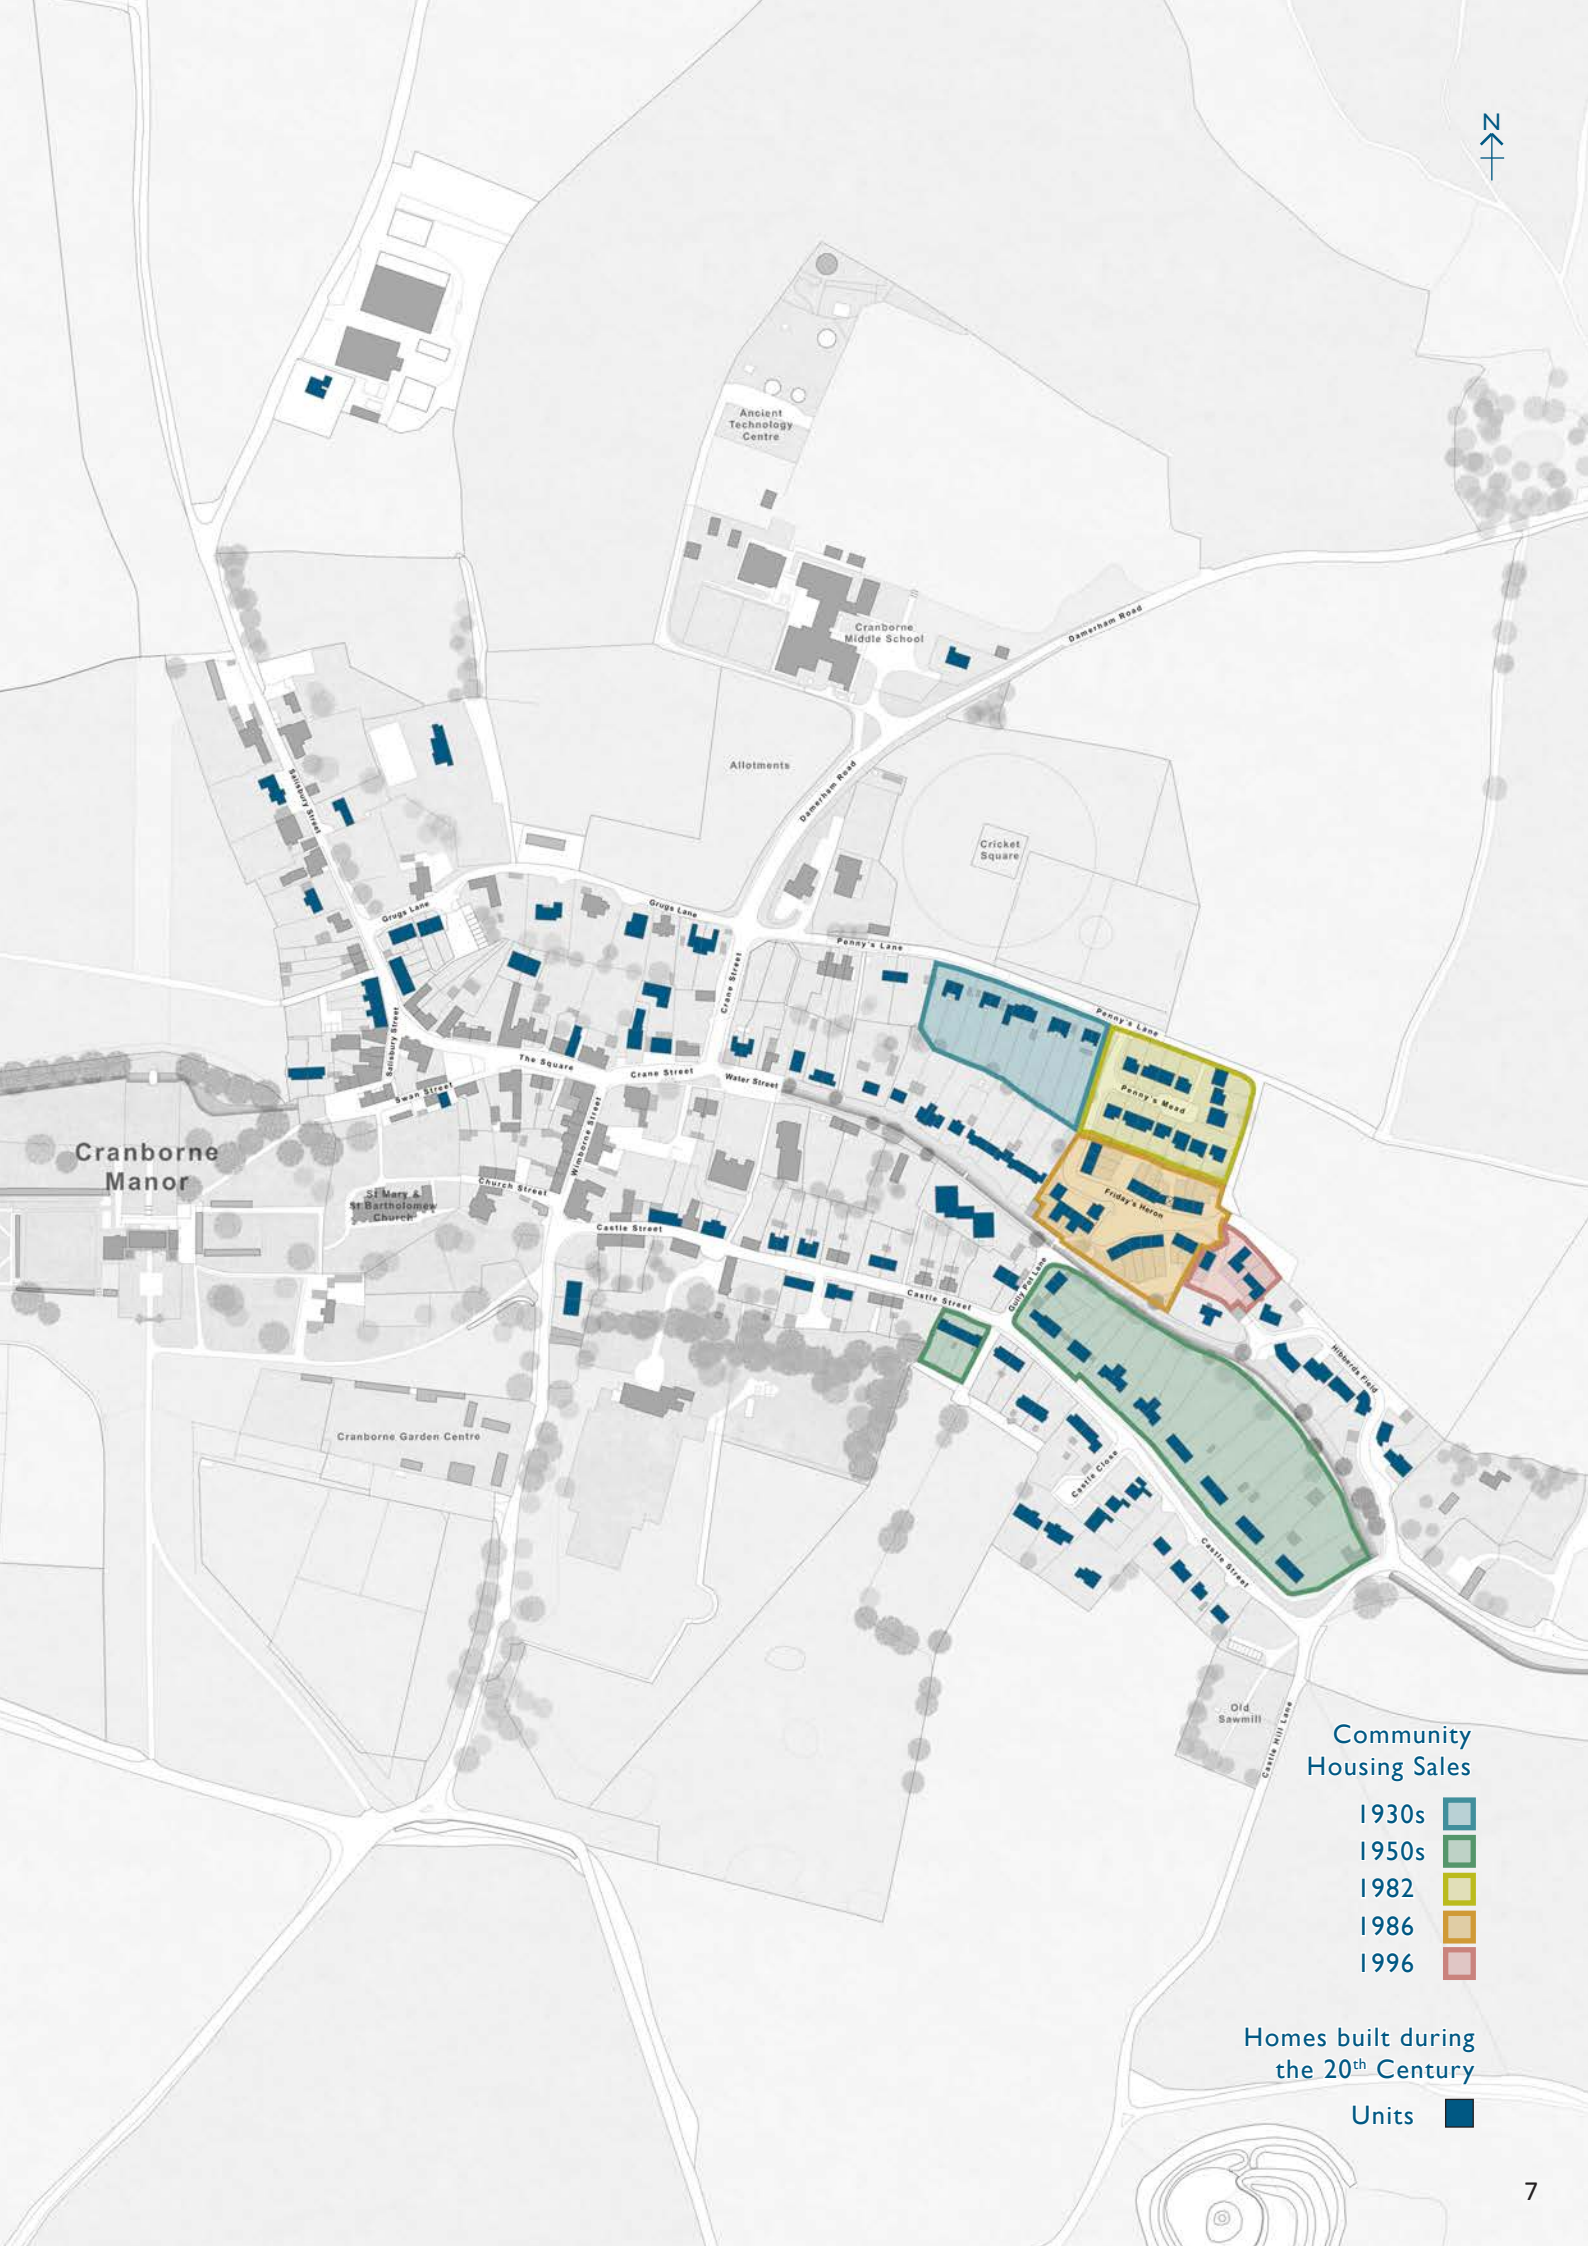 N
Ancient
Technology
Centre
Cranborne
Middle School
Damerham Road
Allotments
Damerham Road
Salisbury Street
Cricket
Square
Grugs Lane
Grugs Lane
Penny's Lane
Crane Street
Penny's Lane
Salisbury Street
The Square
Crane Street
Water Street
Swan Street
Penny's Mead
Wimborne Street
Cranborne
Manor
St Mary &
St Bartholomew
Church
Church Street
Friday's Heron
Castle Street
Gully Pot Lane
Castle Street
Hibberds Field
Cranborne Garden Centre
Castle Close
Castle Street
Old
Sawmill
Castle Hill Lane
Community
Housing Sales
1930s
1950s
1982
1986
1996
Homes built during
the 20th Century
Units
7